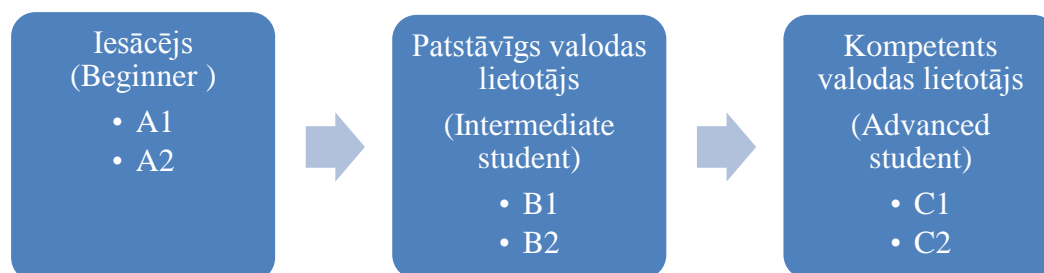 Iesācējs
(Beginner )
• A1
• A2
Patstāvīgs valodas
lietotājs
(Intermediate
student)
• B1
• B2
Kompetents
valodas lietotājs
(Advanced
student)
• C1
• C2